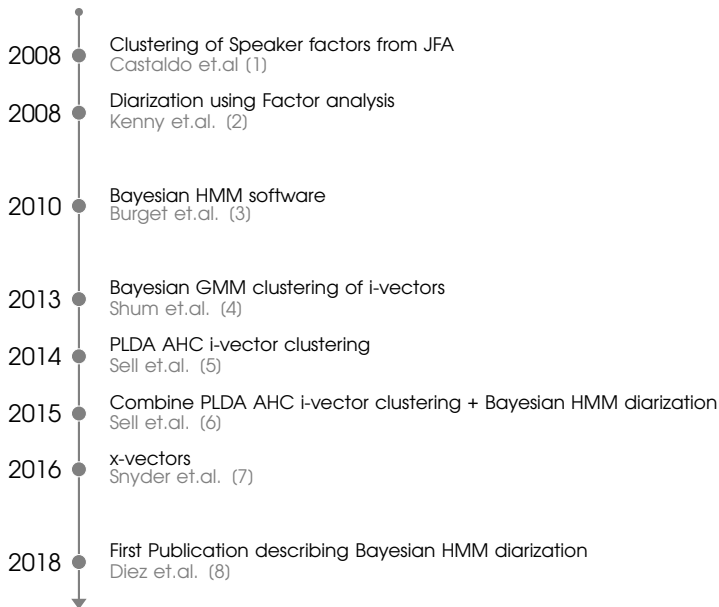 2008 Clustering of Speaker factors from JFA
Castaldo et.al (1)
2008 Diarization using Factor analysis
Kenny et.al. (2)
2010 Bayesian HMM software
Burget et.al. (3)
2013 Bayesian GMM clustering of i-vectors
Shum et.al. (4)
2014 PLDA AHC i-vector clustering
Sell et.al. (5)
2015 Combine PLDA AHC i-vector clustering + Bayesian HMM diarization
Sell et.al. (6)
2016 x-vectors
Snyder et.al. (7)
2018 First Publication describing Bayesian HMM diarization
Diez et.al. (8)